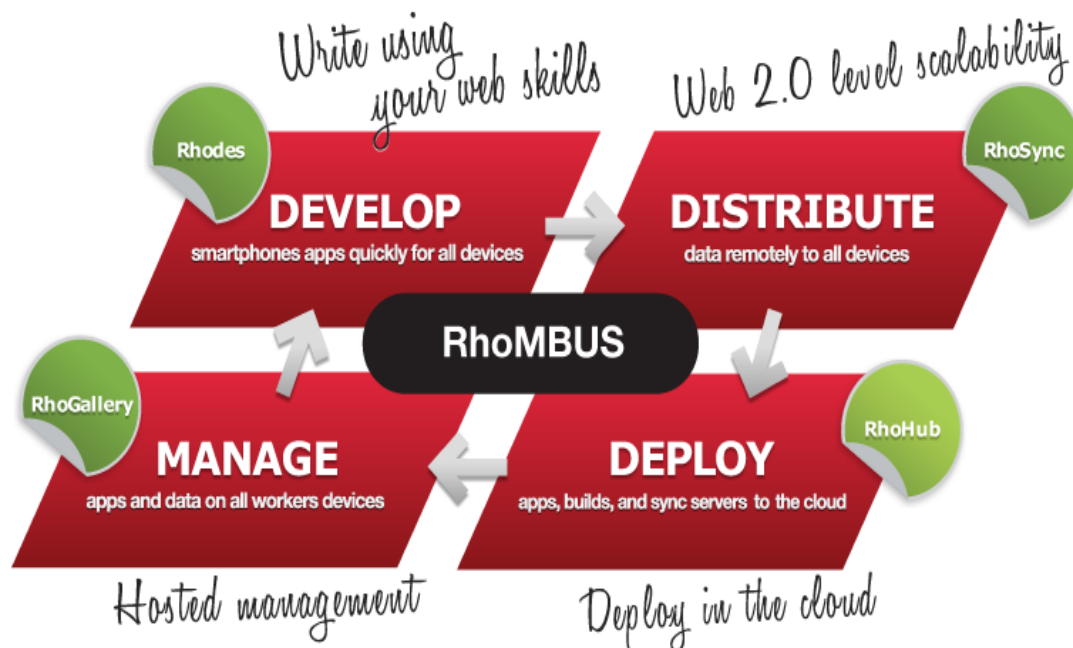 Write using
your web skills
Web 2.0 level scalability
Rhodes
RhoSync
DEVELOP
smartphones apps quickly for all devices
DISTRIBUTE
data remotely to all devices
RhoMBUS
RhoGallery
RhoHub
MANAGE
apps and data on all workers devices
DEPLOY
apps, builds, and sync servers to the cloud
Hosted management
Deploy in the cloud